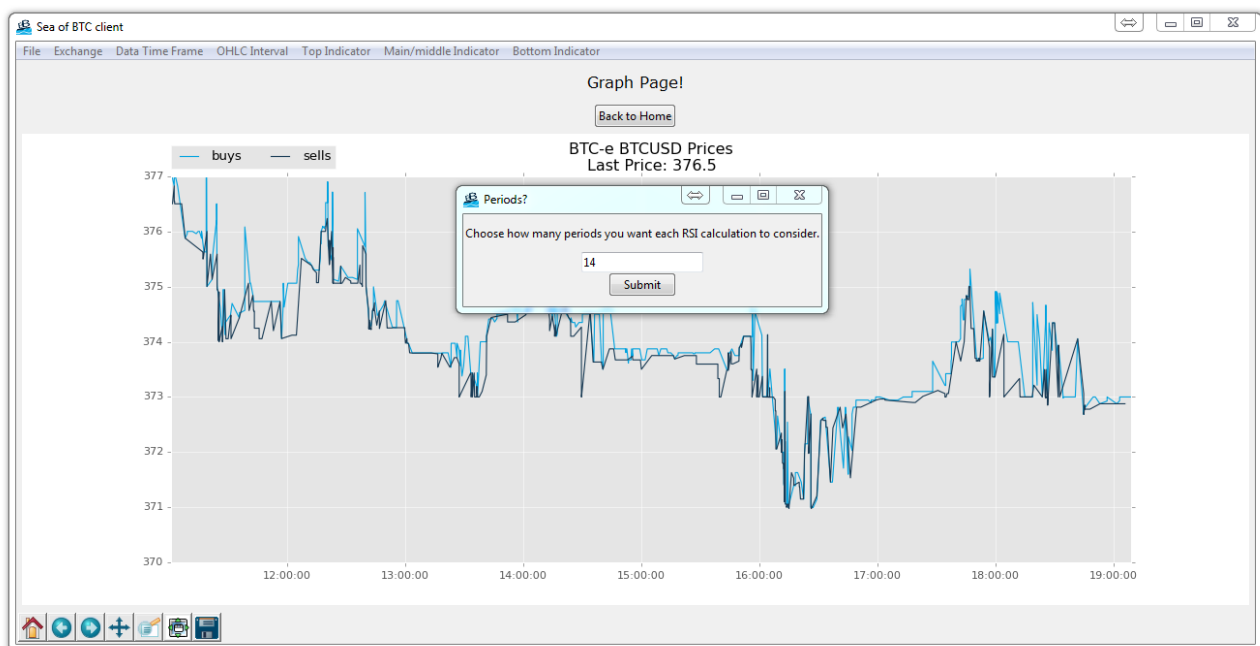 Sea of BTC client
File Exchange Data Time Frame OHLC Interval Top Indicator Main/middle Indicator Bottom Indicator
Graph Page!
Back to Home
buys sells
BTC-e BTCUSD Prices
Last Price: 376.5
Periods?
Choose how many periods you want each RSI calculation to consider.
14
Submit
377
376
375
374
373
372
371
370
12:00:00 13:00:00 14:00:00 15:00:00 16:00:00 17:00:00 18:00:00 19:00:00